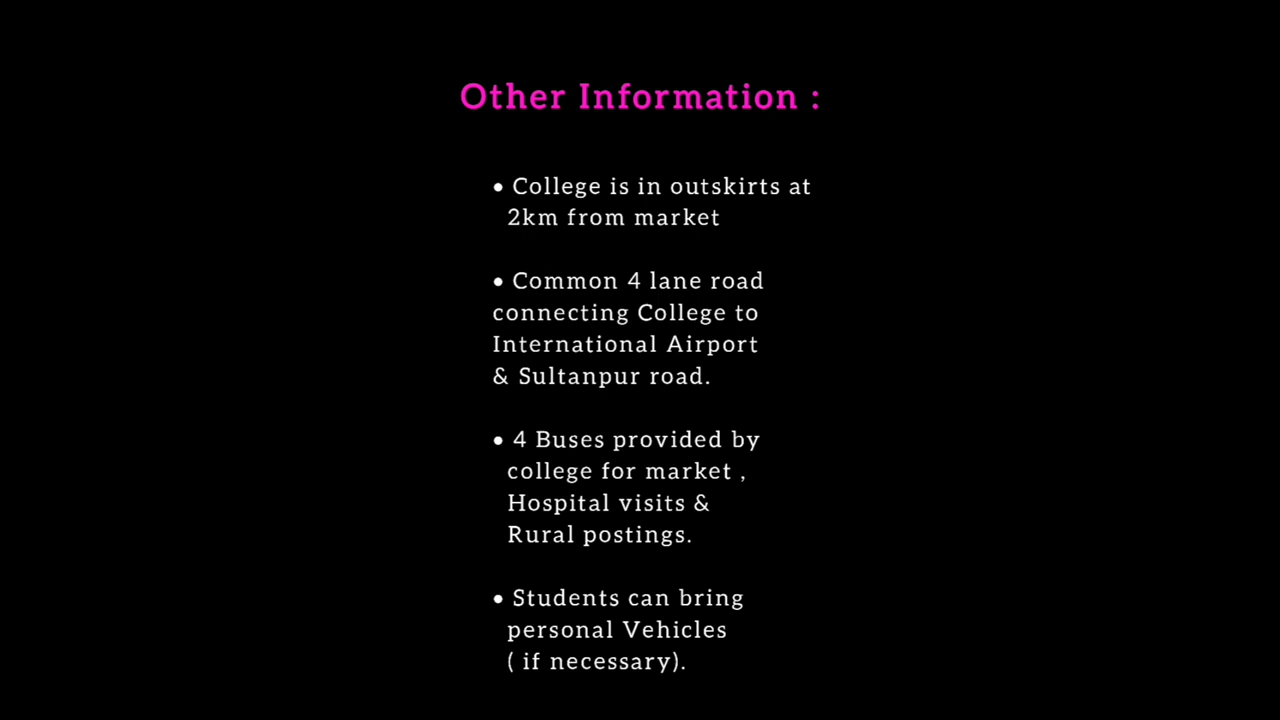 Other Information :
• College is in outskirts at
2km from market
• Common 4 lane road
connecting College to
International Airport
& Sultanpur road.
• 4 Buses provided by
college for market ,
Hospital visits &
Rural postings.
• Students can bring
personal Vehicles
( if necessary).